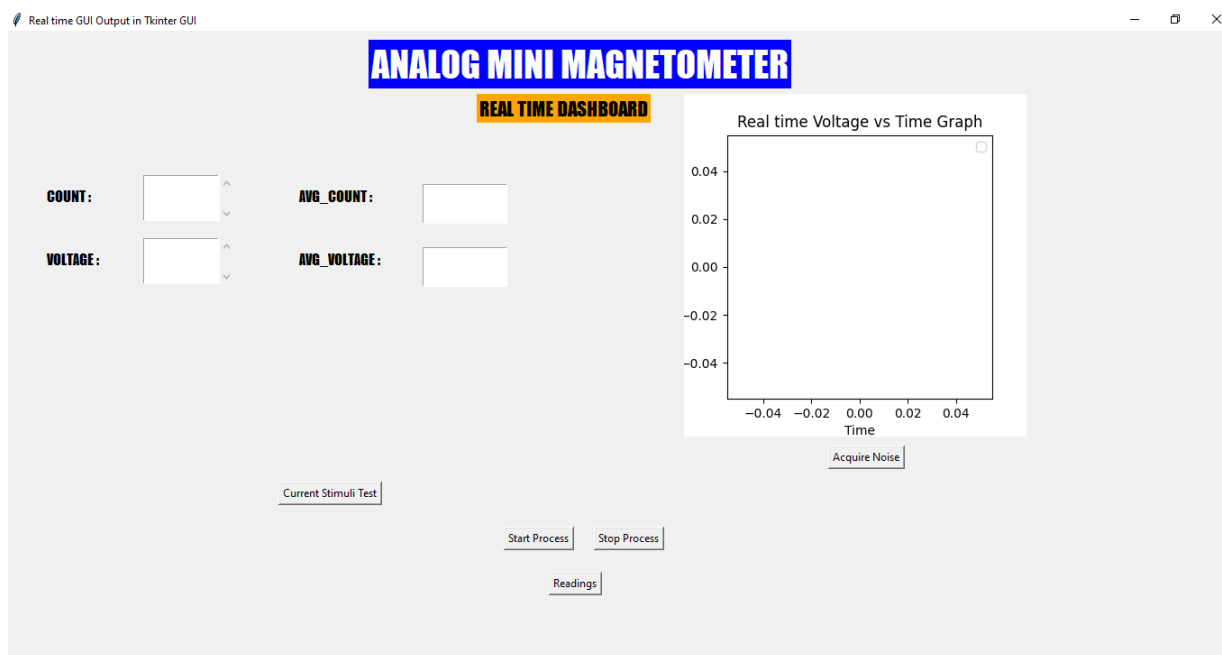 Real time GUI Output in Tkinter GUI
ANALOG MINI MAGNETOMETER
REAL TIME DASHBOARD
Real time Voltage vs Time Graph
COUNT :
AVG_COUNT :
VOLTAGE :
AVG_VOLTAGE :
0.04
0.02
0.00
−0.02
−0.04
−0.04 −0.02 0.00 0.02 0.04
Time
Acquire Noise
Current Stimuli Test
Start Process
Stop Process
Readings